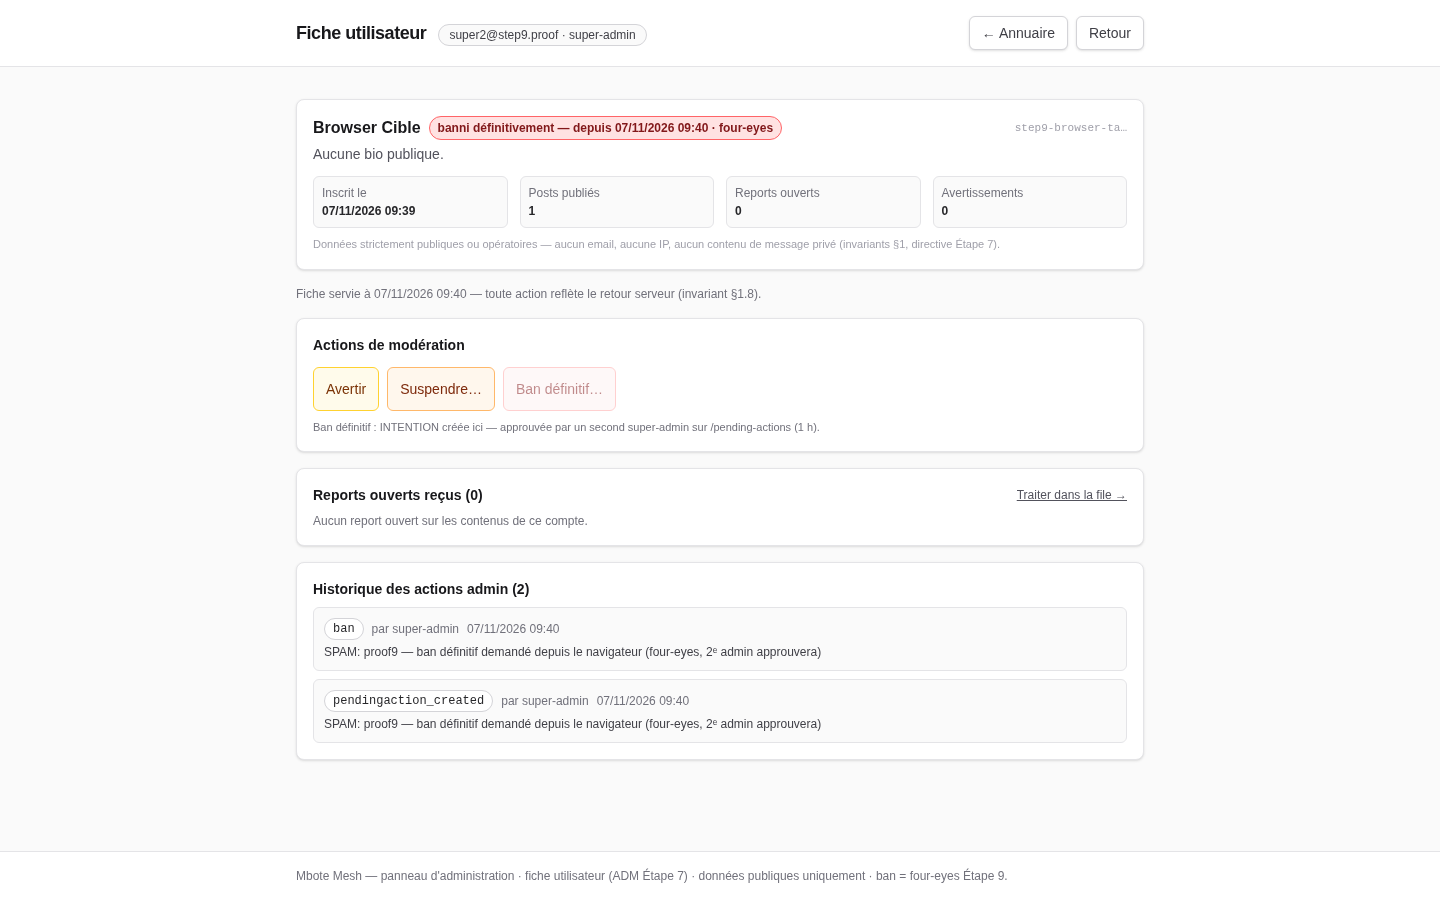 Fiche utilisateur
super2@step9.proof · super-admin
← Annuaire
Retour
Browser Cible
banni définitivement — depuis 07/11/2026 09:40 · four-eyes
step9-browser-ta…
Aucune bio publique.
Inscrit le
07/11/2026 09:39
Posts publiés
1
Reports ouverts
0
Avertissements
0
Données strictement publiques ou opératoires — aucun email, aucune IP, aucun contenu de message privé (invariants §1, directive Étape 7).
Fiche servie à 07/11/2026 09:40 — toute action reflète le retour serveur (invariant §1.8).
Actions de modération
Avertir
Suspendre…
Ban définitif…
Ban définitif : INTENTION créée ici — approuvée par un second super-admin sur /pending-actions (1 h).
Reports ouverts reçus (0)
Traiter dans la file →
Aucun report ouvert sur les contenus de ce compte.
Historique des actions admin (2)
ban par super-admin 07/11/2026 09:40
SPAM: proof9 — ban définitif demandé depuis le navigateur (four-eyes, 2ᵉ admin approuvera)
pendingaction_created par super-admin 07/11/2026 09:40
SPAM: proof9 — ban définitif demandé depuis le navigateur (four-eyes, 2ᵉ admin approuvera)
Mbote Mesh — panneau d'administration · fiche utilisateur (ADM Étape 7) · données publiques uniquement · ban = four-eyes Étape 9.